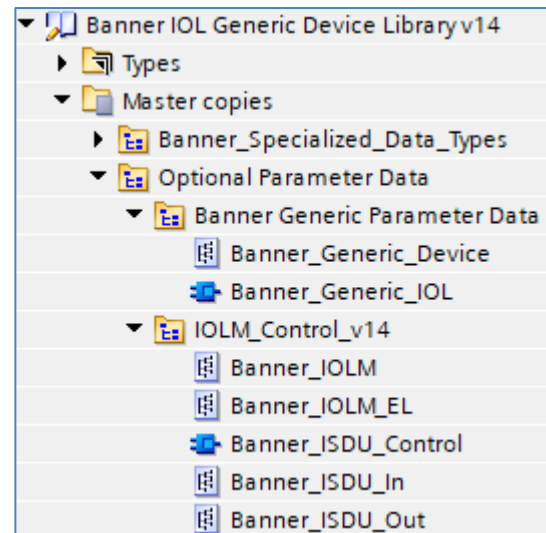 Banner IOL Generic Device Library v14
Types
Master copies
Banner_Specialized_Data_Types
Optional Parameter Data
Banner Generic Parameter Data
Banner_Generic_Device
Banner_Generic_IOL
IOLM_Control_v14
Banner_IOLM
Banner_IOLM_EL
Banner_ISDU_Control
Banner_ISDU_In
Banner_ISDU_Out